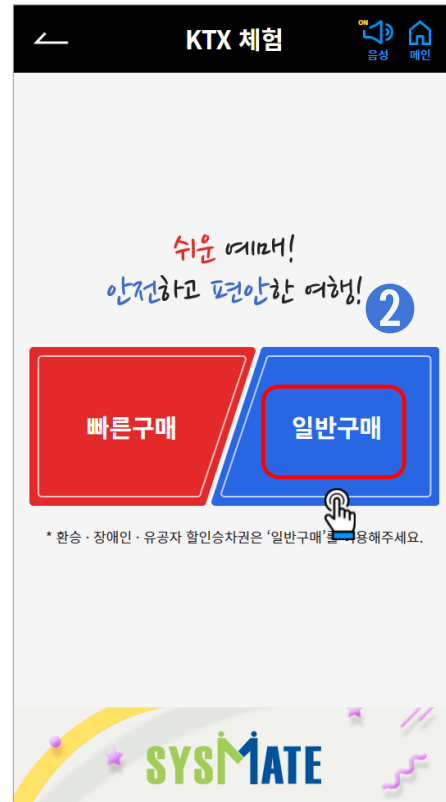 KTX 체험
ON
음성
메인
쉬운 예매!
안전하고 편안한 여행!
2
빠른구매
일반구매
* 환승 · 장애인 · 유공자 할인승차권은 ‘일반구매’를 이용해주세요.
SYSMATE